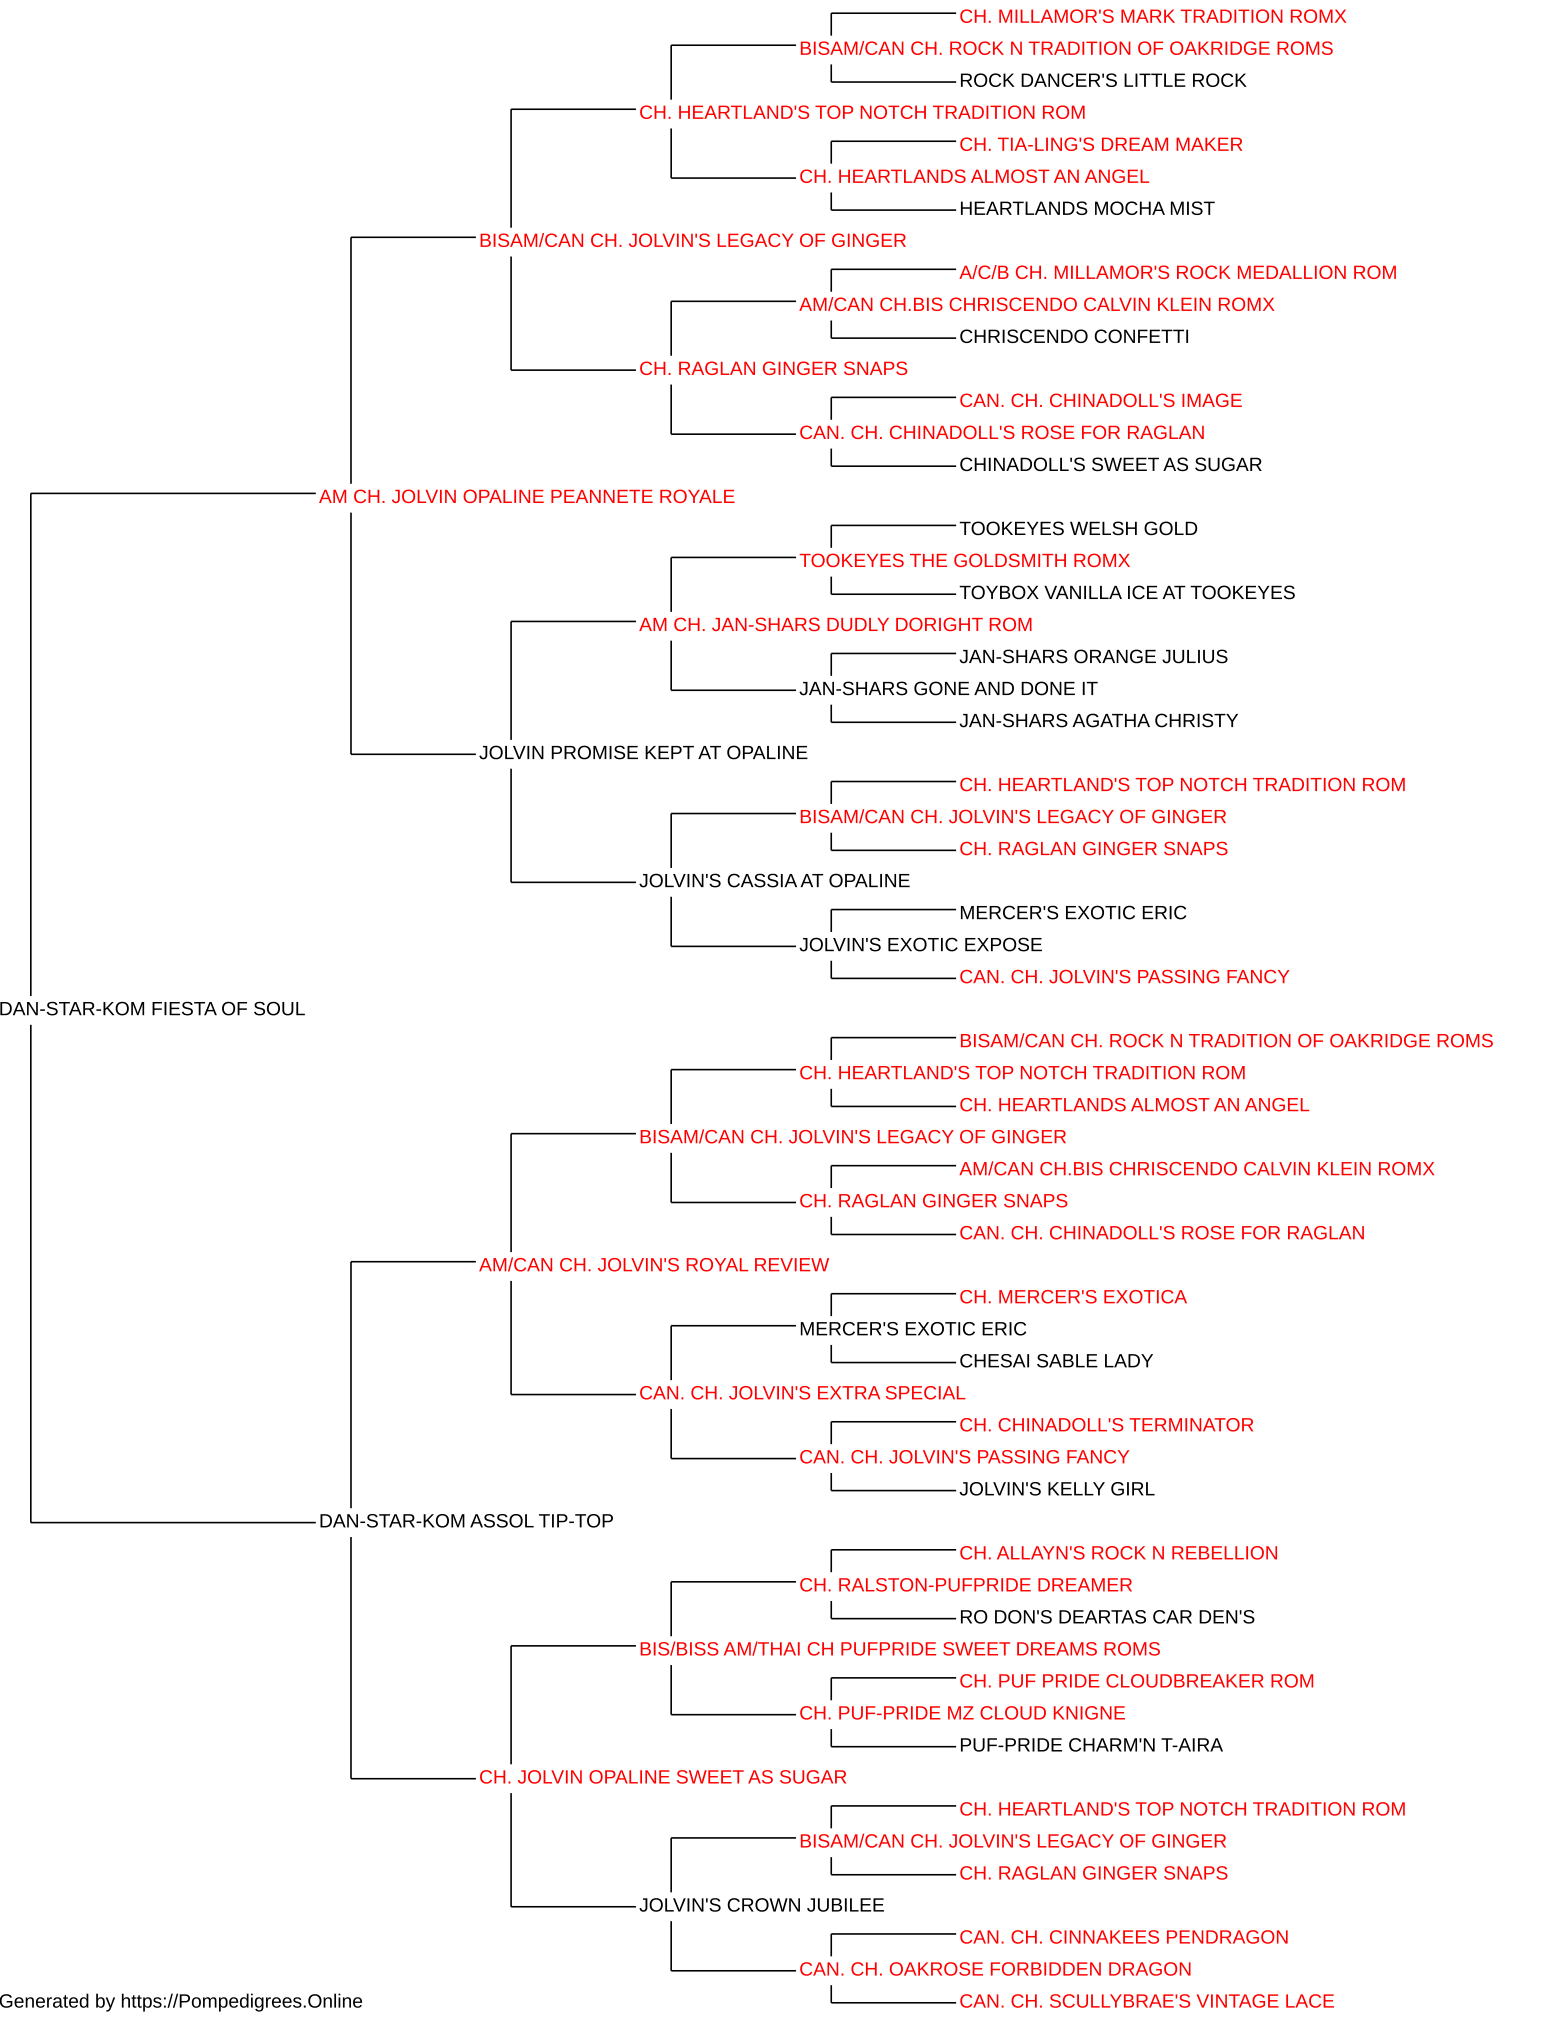 CH. MILLAMOR'S MARK TRADITION ROMX
BISAM/CAN CH. ROCK N TRADITION OF OAKRIDGE ROMS
ROCK DANCER'S LITTLE ROCK
CH. HEARTLAND'S TOP NOTCH TRADITION ROM
CH. TIA-LING'S DREAM MAKER
CH. HEARTLANDS ALMOST AN ANGEL
HEARTLANDS MOCHA MIST
BISAM/CAN CH. JOLVIN'S LEGACY OF GINGER
A/C/B CH. MILLAMOR'S ROCK MEDALLION ROM
AM/CAN CH.BIS CHRISCENDO CALVIN KLEIN ROMX
CHRISCENDO CONFETTI
CH. RAGLAN GINGER SNAPS
CAN. CH. CHINADOLL'S IMAGE
CAN. CH. CHINADOLL'S ROSE FOR RAGLAN
CHINADOLL'S SWEET AS SUGAR
AM CH. JOLVIN OPALINE PEANNETE ROYALE
TOOKEYES WELSH GOLD
TOOKEYES THE GOLDSMITH ROMX
TOYBOX VANILLA ICE AT TOOKEYES
AM CH. JAN-SHARS DUDLY DORIGHT ROM
JAN-SHARS ORANGE JULIUS
JAN-SHARS GONE AND DONE IT
JAN-SHARS AGATHA CHRISTY
JOLVIN PROMISE KEPT AT OPALINE
CH. HEARTLAND'S TOP NOTCH TRADITION ROM
BISAM/CAN CH. JOLVIN'S LEGACY OF GINGER
CH. RAGLAN GINGER SNAPS
JOLVIN'S CASSIA AT OPALINE
MERCER'S EXOTIC ERIC
JOLVIN'S EXOTIC EXPOSE
CAN. CH. JOLVIN'S PASSING FANCY
DAN-STAR-KOM FIESTA OF SOUL
BISAM/CAN CH. ROCK N TRADITION OF OAKRIDGE ROMS
CH. HEARTLAND'S TOP NOTCH TRADITION ROM
CH. HEARTLANDS ALMOST AN ANGEL
BISAM/CAN CH. JOLVIN'S LEGACY OF GINGER
AM/CAN CH.BIS CHRISCENDO CALVIN KLEIN ROMX
CH. RAGLAN GINGER SNAPS
CAN. CH. CHINADOLL'S ROSE FOR RAGLAN
AM/CAN CH. JOLVIN'S ROYAL REVIEW
CH. MERCER'S EXOTICA
MERCER'S EXOTIC ERIC
CHESAI SABLE LADY
CAN. CH. JOLVIN'S EXTRA SPECIAL
CH. CHINADOLL'S TERMINATOR
CAN. CH. JOLVIN'S PASSING FANCY
JOLVIN'S KELLY GIRL
DAN-STAR-KOM ASSOL TIP-TOP
CH. ALLAYN'S ROCK N REBELLION
CH. RALSTON-PUFPRIDE DREAMER
RO DON'S DEARTAS CAR DEN'S
BIS/BISS AM/THAI CH PUFPRIDE SWEET DREAMS ROMS
CH. PUF PRIDE CLOUDBREAKER ROM
CH. PUF-PRIDE MZ CLOUD KNIGNE
PUF-PRIDE CHARM'N T-AIRA
CH. JOLVIN OPALINE SWEET AS SUGAR
CH. HEARTLAND'S TOP NOTCH TRADITION ROM
BISAM/CAN CH. JOLVIN'S LEGACY OF GINGER
CH. RAGLAN GINGER SNAPS
JOLVIN'S CROWN JUBILEE
CAN. CH. CINNAKEES PENDRAGON
CAN. CH. OAKROSE FORBIDDEN DRAGON
CAN. CH. SCULLYBRAE'S VINTAGE LACE
Generated by https://Pompedigrees.Online